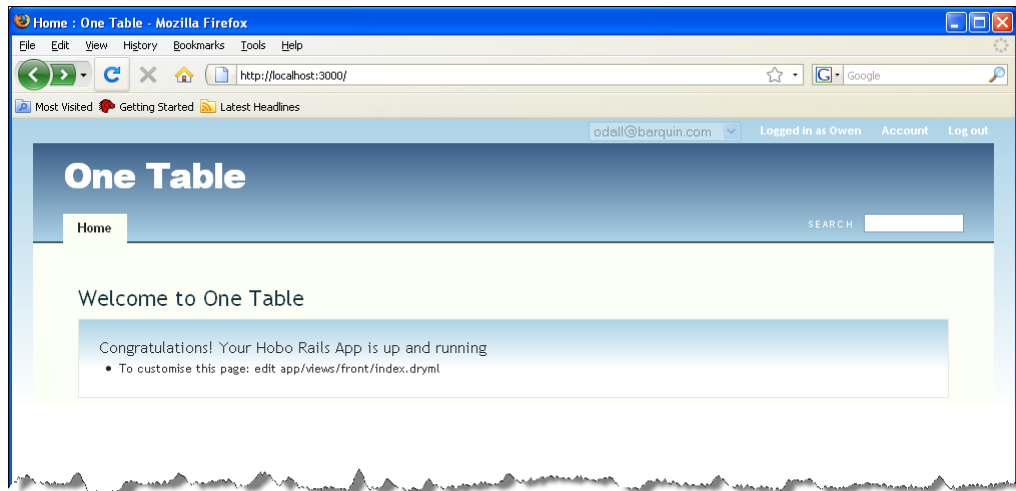 Home : One Table - Mozilla Firefox
File Edit View History Bookmarks Tools Help
http://localhost:3000/
G Google
Most Visited Getting Started Latest Headlines
odall@barquin.com Logged in as Owen Account Log out
One Table
Home
SEARCH
Welcome to One Table
Congratulations! Your Hobo Rails App is up and running
• To customise this page: edit app/views/front/index.dryml